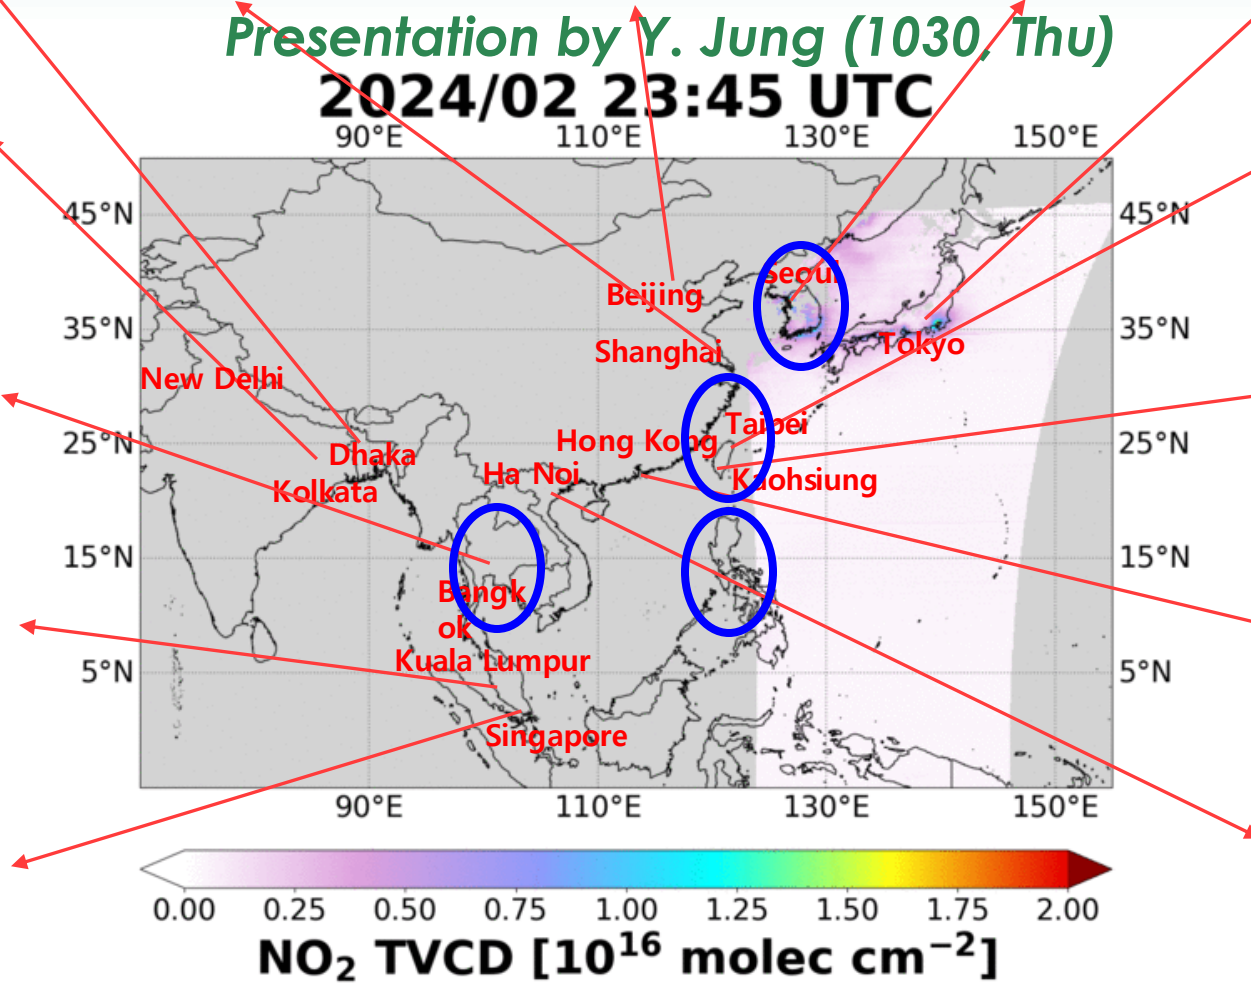 Presentation by Y. Jung (1030, Thu)
2024/02 23:45 UTC
90°E 110°E 130°E 150°E
45°N 45°N
Seoul
Beijing
35°N 35°N
Tokyo
Shanghai
New Delhi
Taipei
25°N 25°N
Hong Kong
Dhaka
Ha Noi
Kaohsiung
Kolkata
15°N 15°N
Bangk
ok
Kuala Lumpur
5°N 5°N
Singapore
90°E 110°E 130°E 150°E
0.00 0.25 0.50 0.75 1.00 1.25 1.50 1.75 2.00
NO₂ TVCD [10¹⁶ molec cm⁻²]